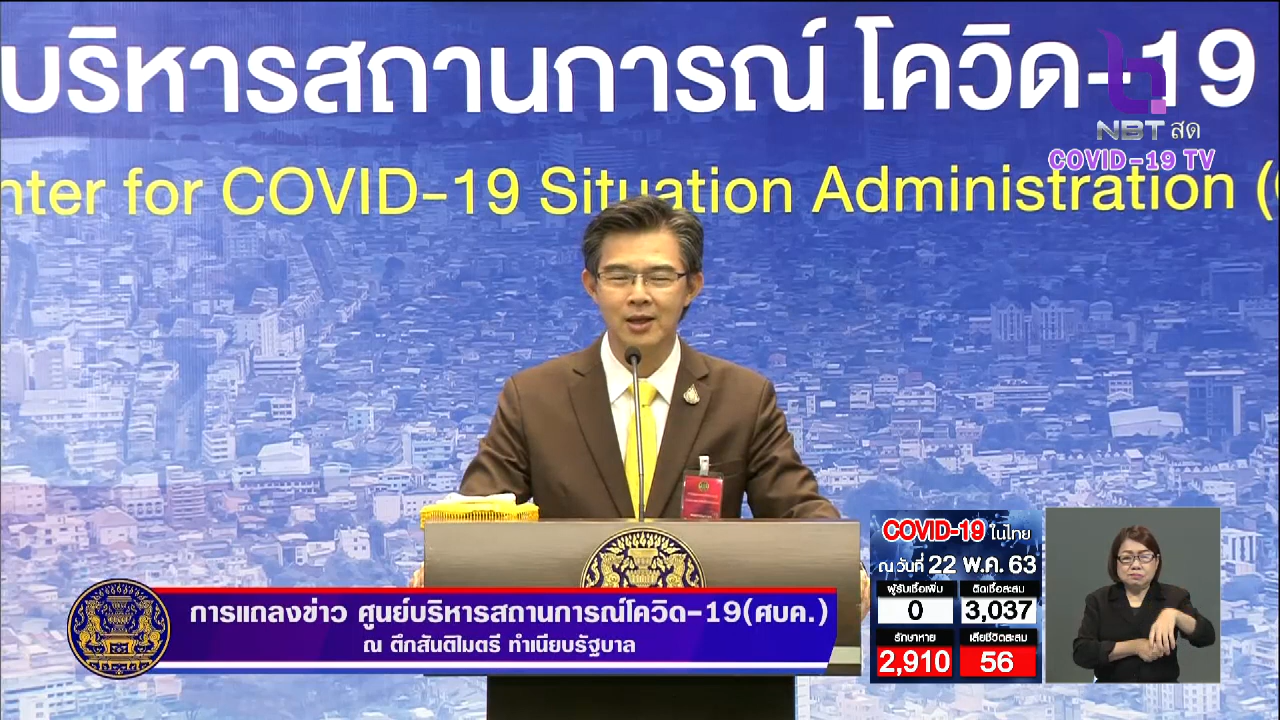 บริหารสถานการณ์ โควิด-19
NBT สด
COVID-19 TV
nter for COVID-19 Situation Administration (
COVID-19 ในไทย
ณ วันที่ 22 พ.ค. 63
ผู้รับเชื้อเพิ่ม ติดเชื้อสะสม
0 3,037
รักษาหาย เสียชีวิตสะสม
2,910 56
การแถลงข่าว ศูนย์บริหารสถานการณ์โควิด-19(ศบค.)
ณ ตึกสันติไมตรี ทำเนียบรัฐบาล